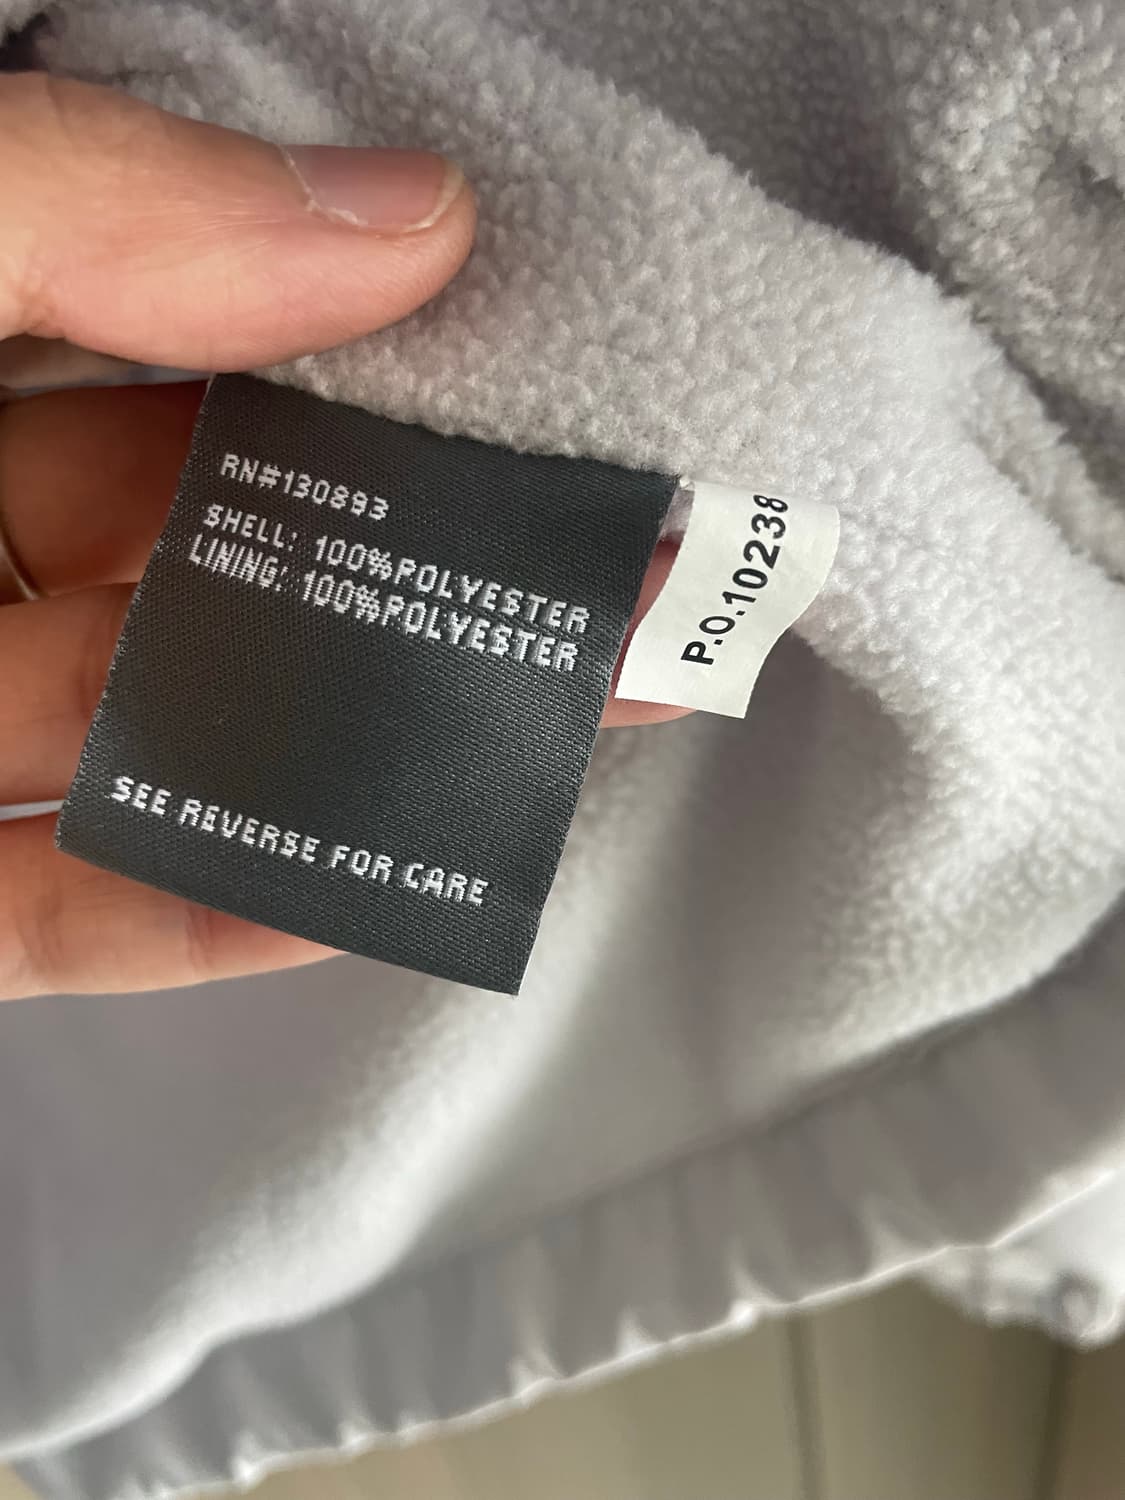 RN#130893
SHELL: 100%POLYESTER
LINING: 100%POLYESTER
SEE REVERSE FOR CARE
P.O.10238